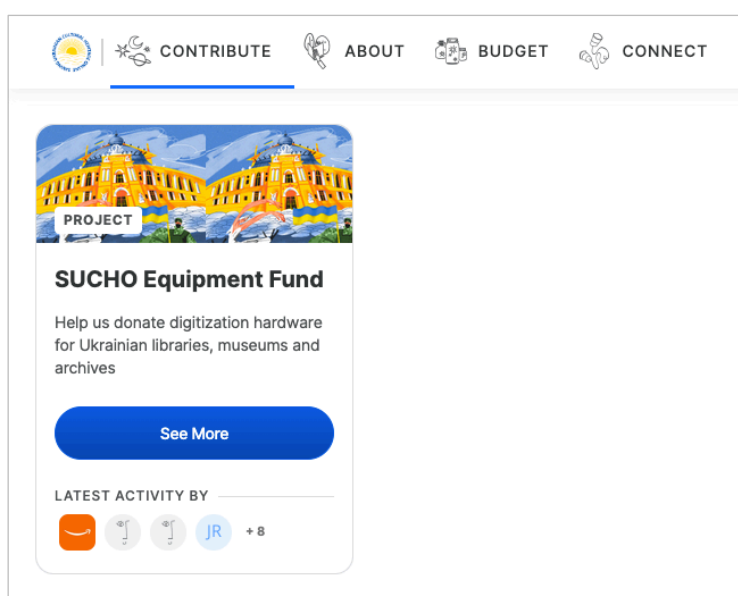 CONTRIBUTE
ABOUT
BUDGET
CONNECT
PROJECT
SUCHO Equipment Fund
Help us donate digitization hardware
for Ukrainian libraries, museums and
archives
See More
LATEST ACTIVITY BY
JR
+ 8